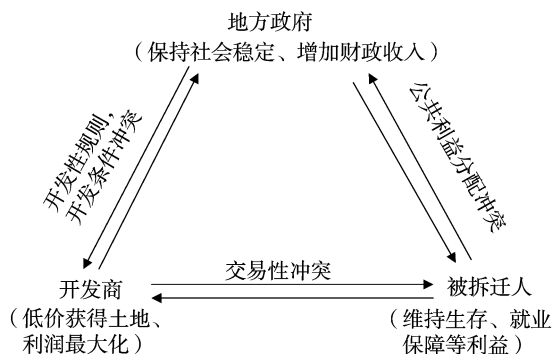 地方政府
(保持社会稳定、增加财政收入)
开发性规则,
开发条件冲突
公共利益分配冲突
交易性冲突
开发商
(低价获得土地、
利润最大化)
被拆迁人
(维持生存、就业
保障等利益)